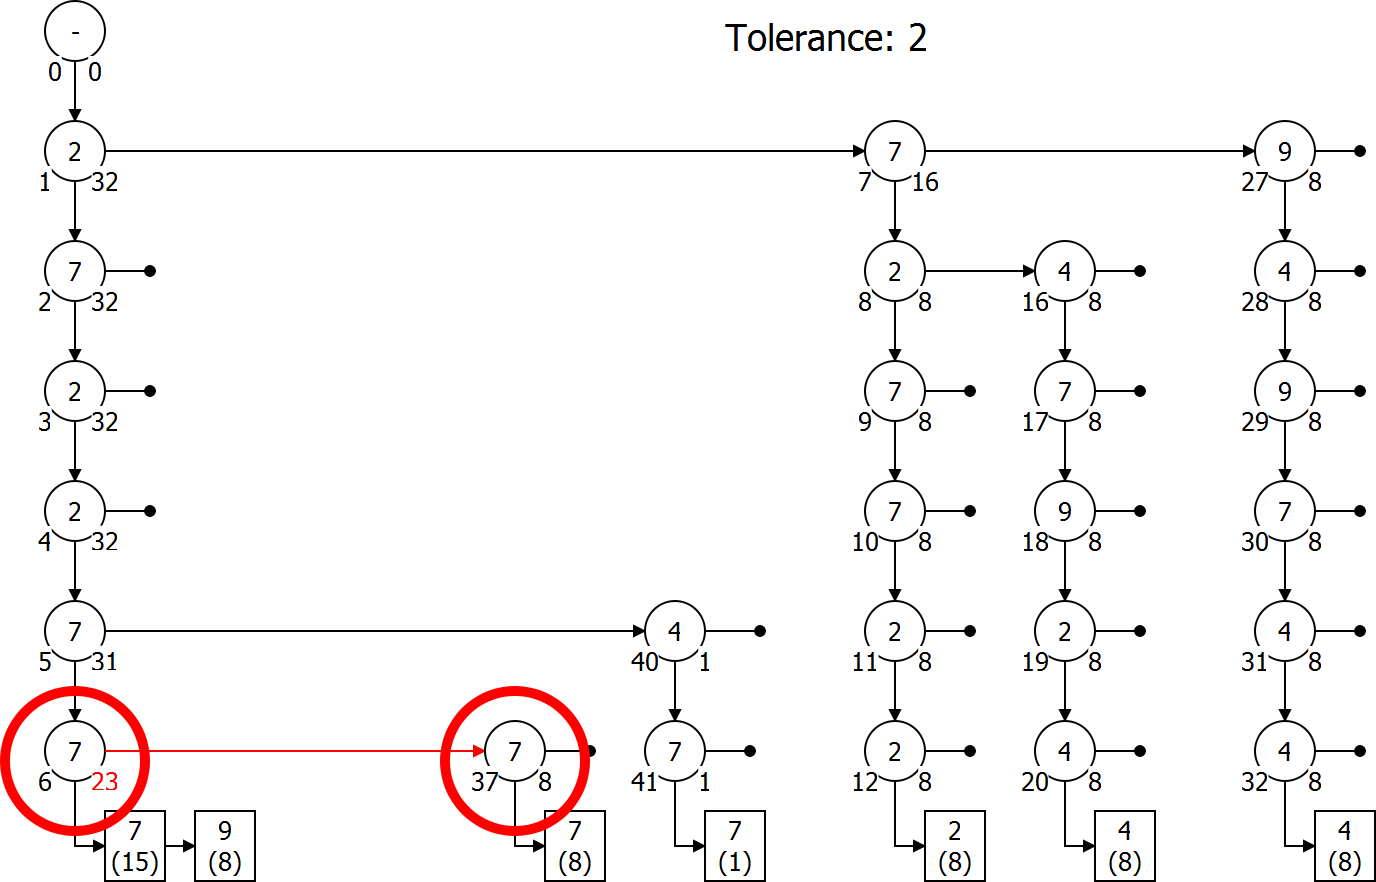 -
Tolerance: 2
0 0
2 7 9
1 32 7 16 27 8
7 2 4 4
2 32 8 8 16 8 28 8
2 7 7 9
3 32 9 8 17 8 29 8
2 7 9 7
4 32 10 8 18 8 30 8
7 4 2 2 4
5 31 40 1 11 8 19 8 31 8
7 7 7 2 4 4
6 23 37 8 41 1 12 8 20 8 32 8
7 9 7 7 2 4 4
(15) (8) (8) (1) (8) (8) (8)